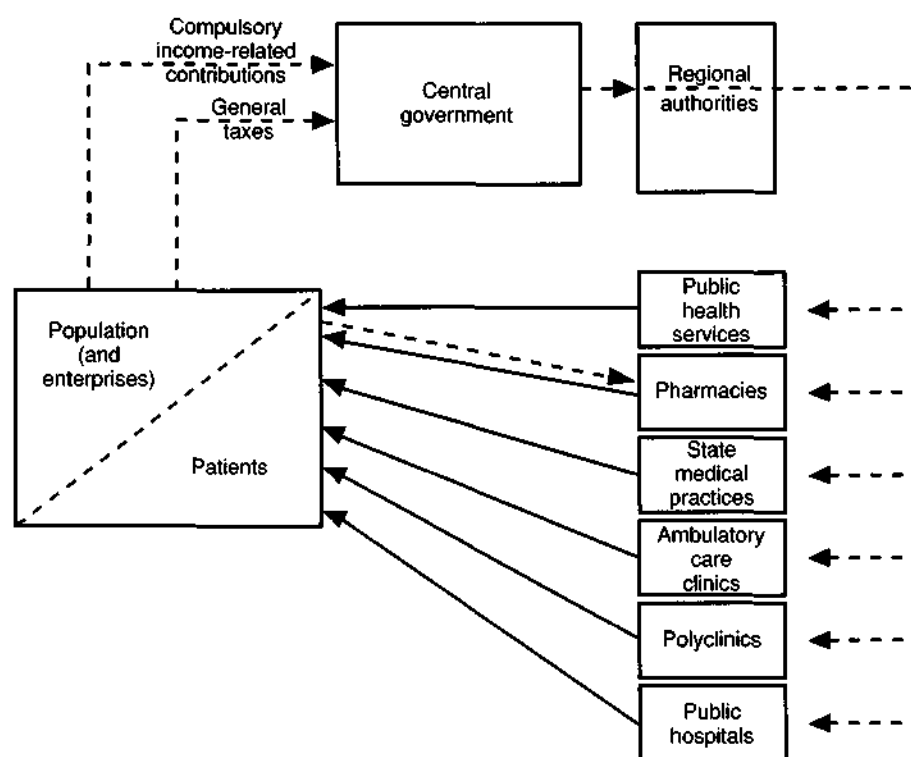 Compulsory
income-related
contributions
General
taxes
Central
government
Regional
authorities
Population
(and
enterprises)
Patients
Public
health
services
Pharmacies
State
medical
practices
Ambulatory
care
clinics
Polyclinics
Public
hospitals